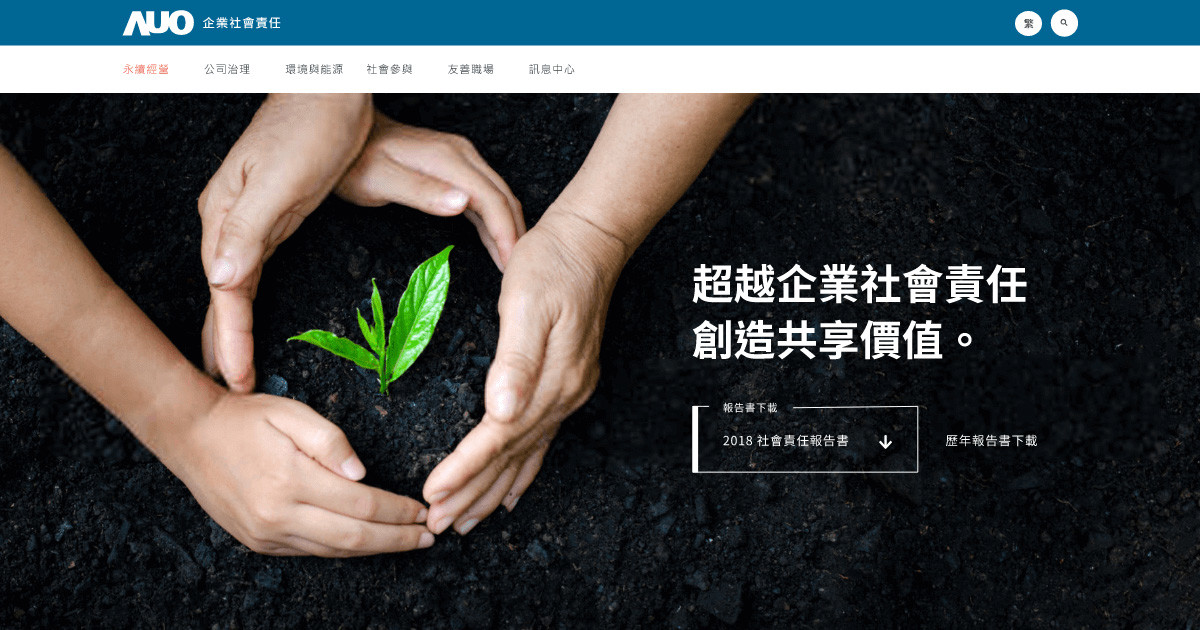 AUO 企業社會責任
繁
永續經營 公司治理 環境與能源 社會參與 友善職場 訊息中心
超越企業社會責任
創造共享價值。
報告書下載
2018 社會責任報告書
歷年報告書下載